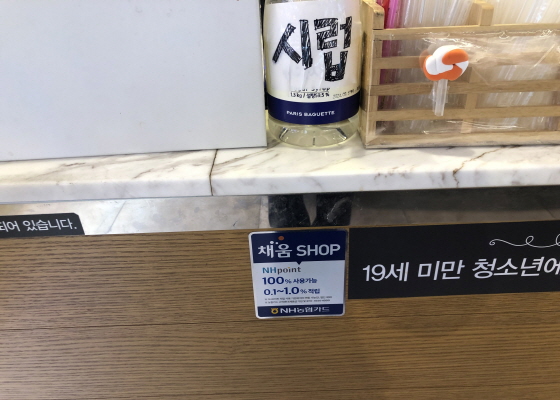 시럽
PARIS BAGUETTE
되어 있습니다.
채움 SHOP
NHpoint
100% 사용가능
0.1~1.0% 적립
NH농협카드
19세 미만 청소년에